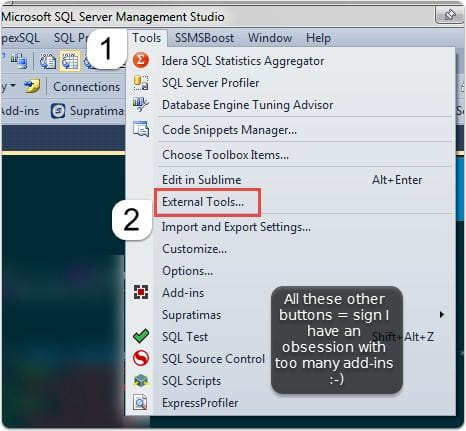 Microsoft SQL Server Management Studio
pexSQL SQL Pr Tools SSMSBoost Window Help
1
Idera SQL Statistics Aggregator
SQL Server Profiler
Connections
Database Engine Tuning Advisor
Add-ins Supratimas
Code Snippets Manager...
Choose Toolbox Items...
Edit in Sublime Alt+Enter
External Tools...
2
Import and Export Settings...
Customize...
Options...
Add-ins
Supratimas
SQL Test Shift+Alt+Z
SQL Source Control
SQL Scripts
ExpressProfiler
All these other
buttons = sign I
have an
obsession with
too many add-ins
:-)